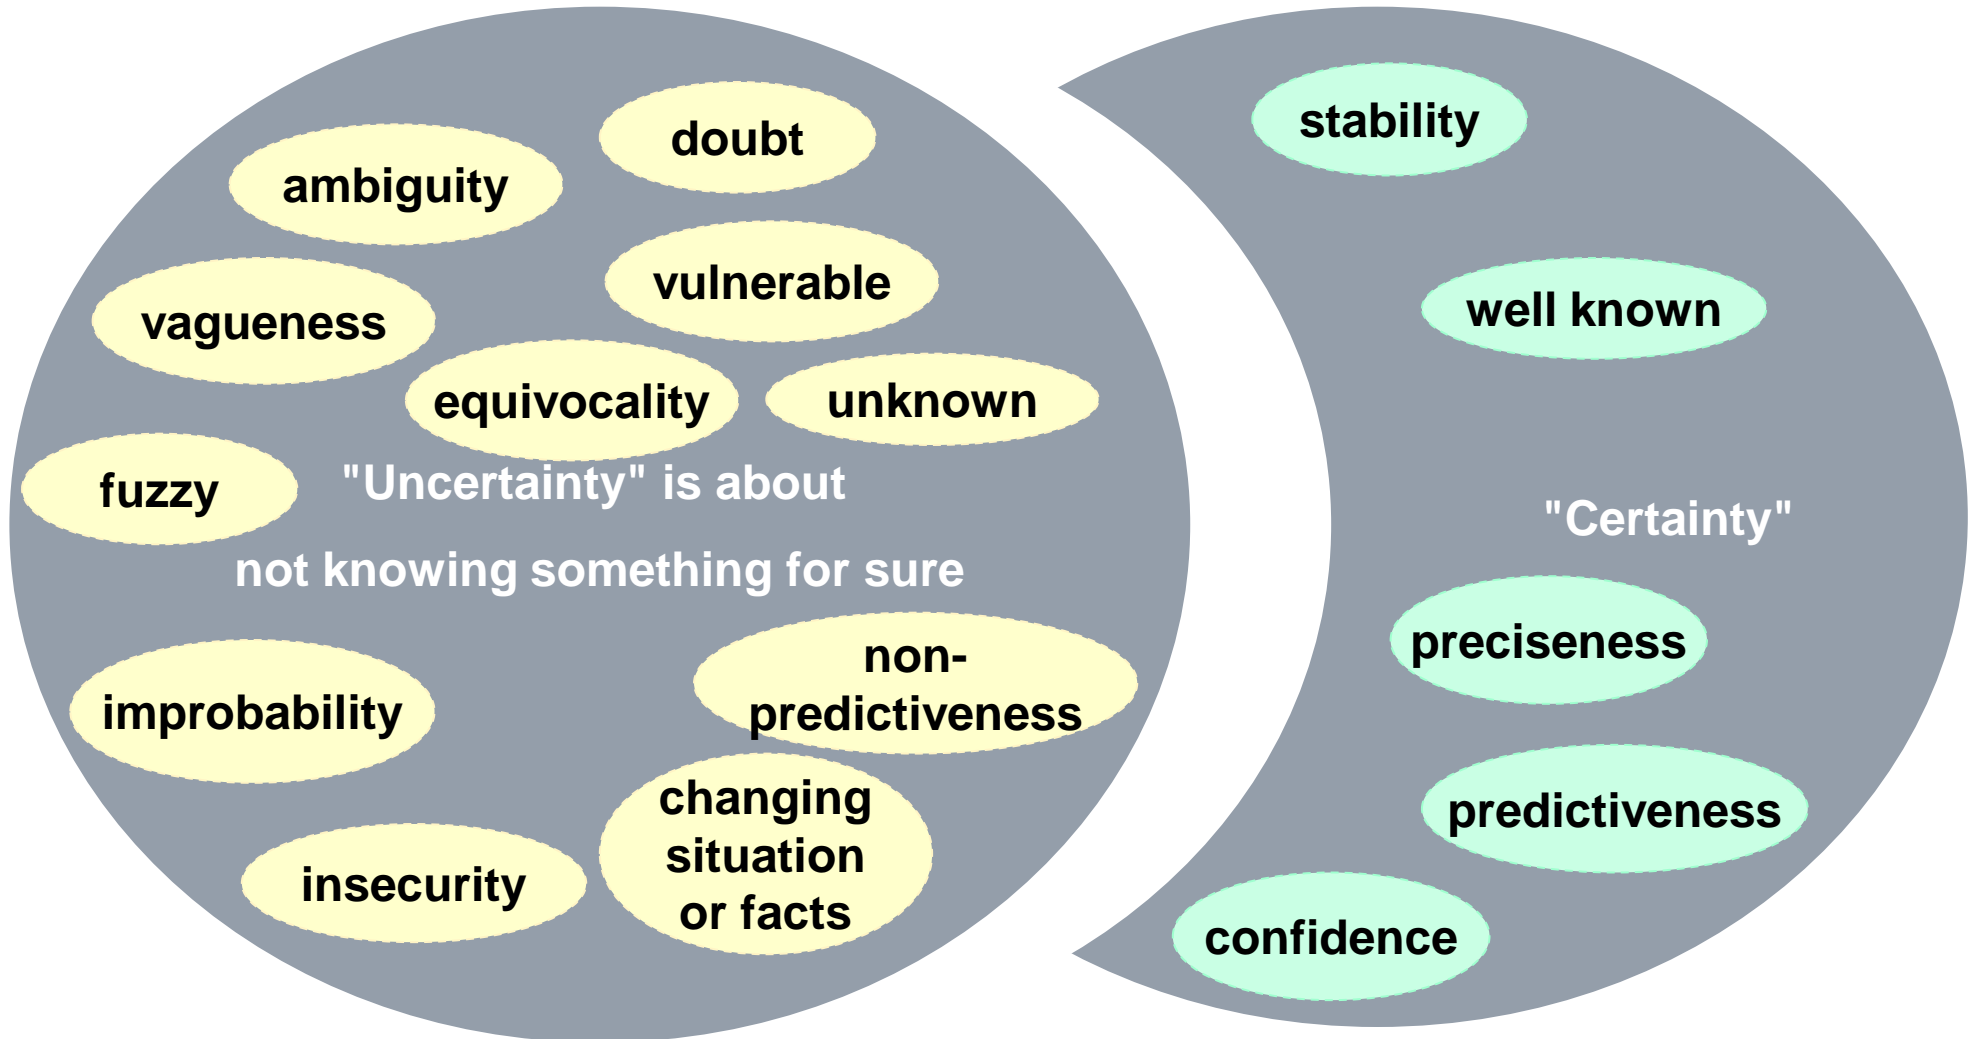 doubt
ambiguity
vulnerable
vagueness
equivocality
unknown
fuzzy
"Uncertainty" is about
not knowing something for sure
non-
predictiveness
improbability
changing
situation
or facts
insecurity
stability
well known
"Certainty"
preciseness
predictiveness
confidence